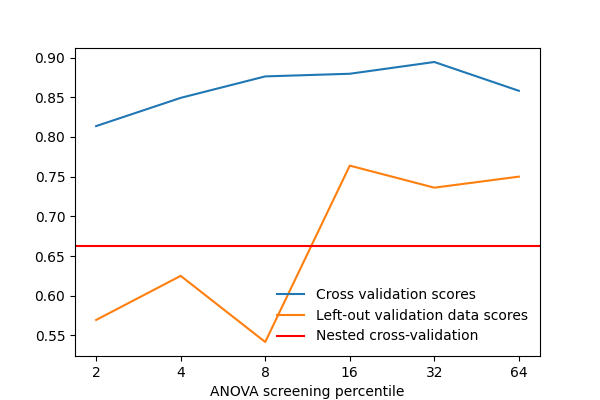 0.90
0.85
0.80
0.75
0.70
0.65
0.60
0.55
Cross validation scores
Left-out validation data scores
Nested cross-validation
2 4 8 16 32 64
ANOVA screening percentile